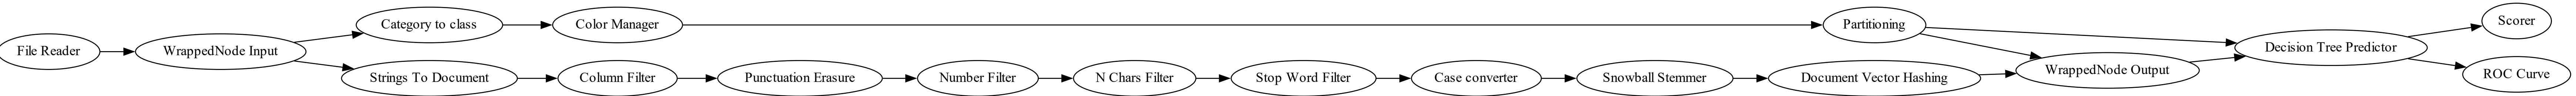 File Reader
WrappedNode Input
Category to class
Color Manager
Partitioning
Strings To Document
Column Filter
Punctuation Erasure
Number Filter
N Chars Filter
Stop Word Filter
Case converter
Snowball Stemmer
Document Vector Hashing
WrappedNode Output
Decision Tree Predictor
Scorer
ROC Curve